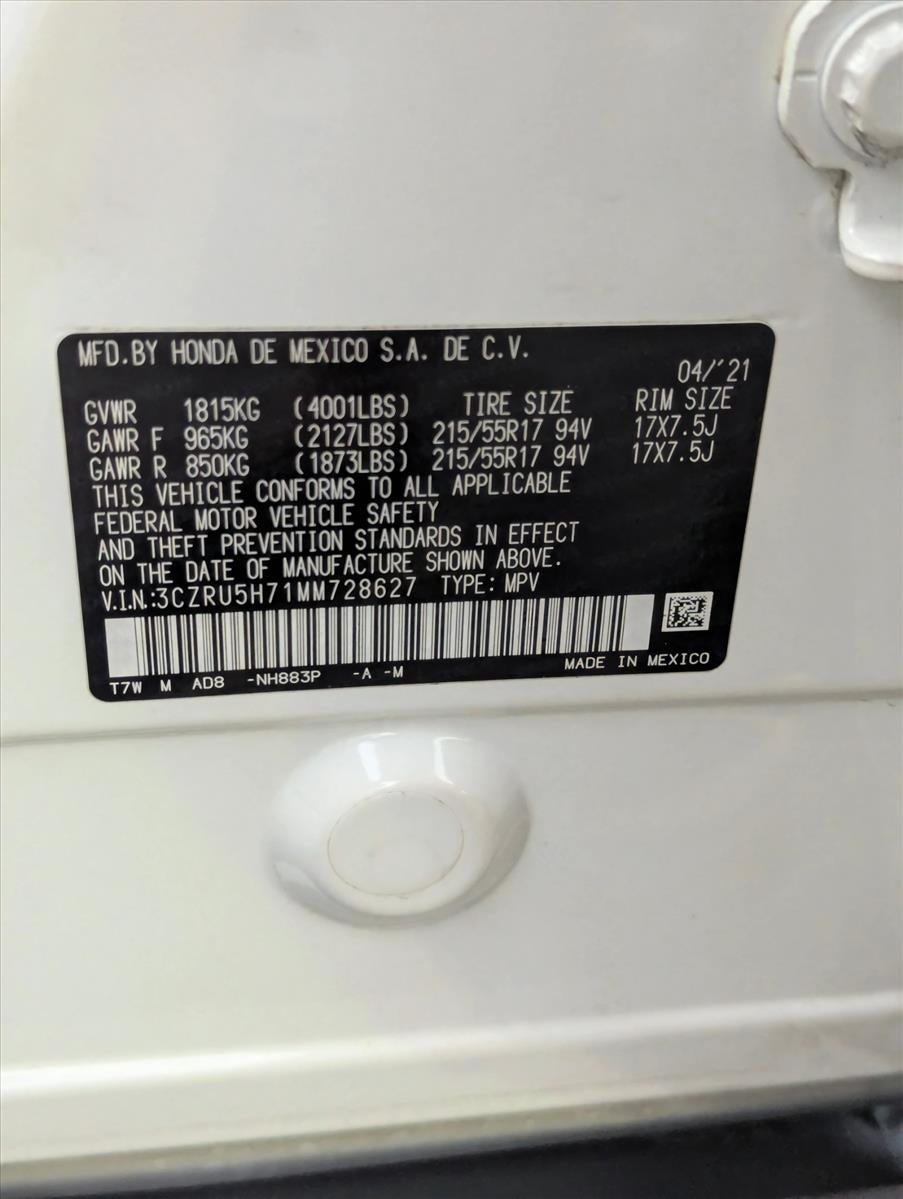 MFD.BY HONDA DE MEXICO S.A. DE C.V.
04/'21
GVWR 1815KG (4001LBS) TIRE SIZE RIM SIZE
GAWR F 965KG (2127LBS) 215/55R17 94V 17X7.5J
GAWR R 850KG (1873LBS) 215/55R17 94V 17X7.5J
THIS VEHICLE CONFORMS TO ALL APPLICABLE
FEDERAL MOTOR VEHICLE SAFETY
AND THEFT PREVENTION STANDARDS IN EFFECT
ON THE DATE OF MANUFACTURE SHOWN ABOVE.
V.I.N.:3CZRU5H71MM728627 TYPE: MPV
T7W M AD8 -NH883P -A -M MADE IN MEXICO